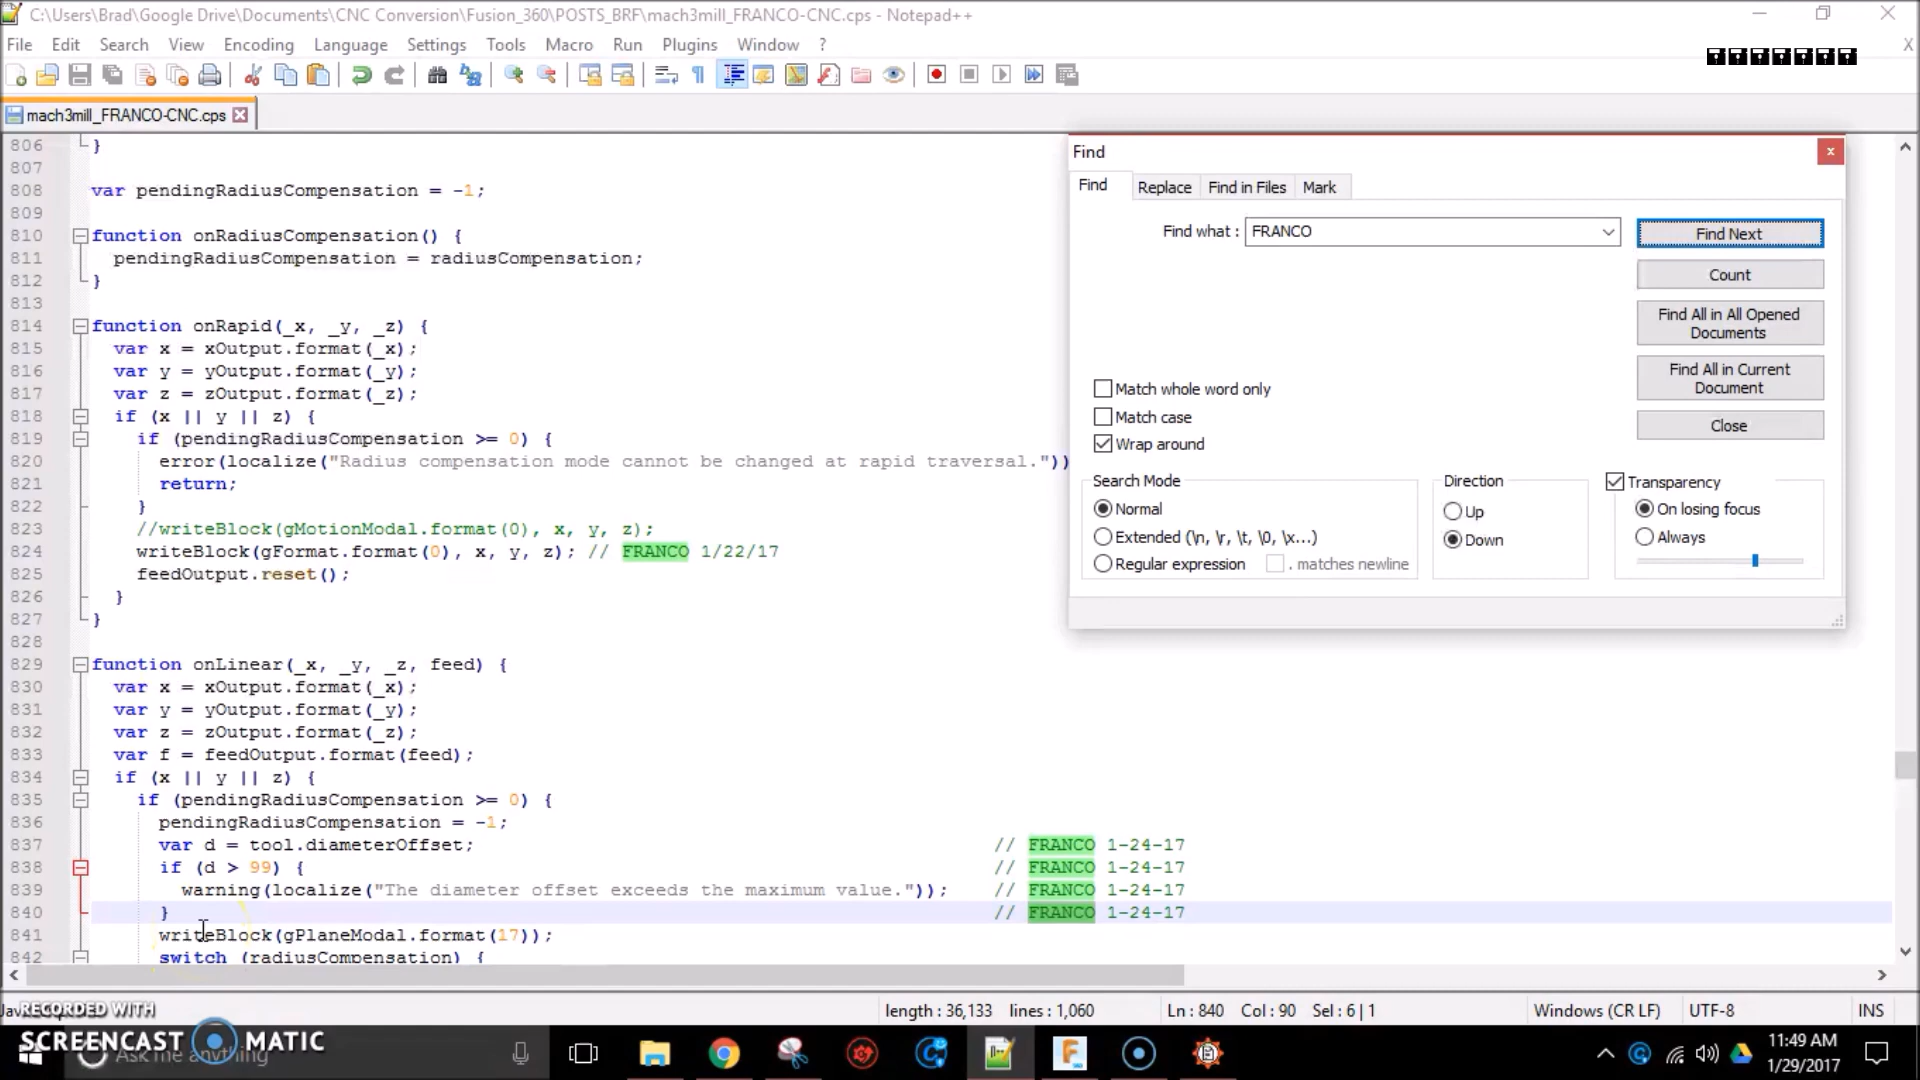 C:\Users\Brad\Google Drive\Documents\CNC Conversion\Fusion_360\POSTS_BRF\mach3mill_FRANCO-CNC.cps - Notepad++
File Edit Search View Encoding Language Settings Tools Macro Run Plugins Window ? X
mach3mill_FRANCO-CNC.cps
806 }
807
808 var pendingRadiusCompensation = -1;
809
810 function onRadiusCompensation() {
811 pendingRadiusCompensation = radiusCompensation;
812 }
813
814 function onRapid(_x, _y, _z) {
815 var x = xOutput.format(_x);
816 var y = yOutput.format(_y);
817 var z = zOutput.format(_z);
818 if (x || y || z) {
819 if (pendingRadiusCompensation >= 0) {
820 error(localize("Radius compensation mode cannot be changed at rapid traversal."))
821 return;
822 }
823 //writeBlock(gMotionModal.format(0), x, y, z);
824 writeBlock(gFormat.format(0), x, y, z); // FRANCO 1/22/17
825 feedOutput.reset();
826 }
827 }
828
829 function onLinear(_x, _y, _z, feed) {
830 var x = xOutput.format(_x);
831 var y = yOutput.format(_y);
832 var z = zOutput.format(_z);
833 var f = feedOutput.format(feed);
834 if (x || y || z) {
835 if (pendingRadiusCompensation >= 0) {
836 pendingRadiusCompensation = -1;
837 var d = tool.diameterOffset; // FRANCO 1-24-17
838 if (d > 99) { // FRANCO 1-24-17
839 warning(localize("The diameter offset exceeds the maximum value.")); // FRANCO 1-24-17
840 } // FRANCO 1-24-17
841 writeBlock(gPlaneModal.format(17));
842 switch (radiusCompensation) {
Find
Find Replace Find in Files Mark
Find what : FRANCO
Find Next
Count
Find All in All Opened
Documents
Find All in Current
Document
Close
Match whole word only
Match case
Wrap around
Search Mode
Normal
Extended (\n, \r, \t, \0, \x...)
Regular expression
. matches newline
Direction
Up
Down
Transparency
On losing focus
Always
length : 36,133 lines : 1,060
Ln : 840 Col : 90 Sel : 6 | 1
Windows (CR LF)
UTF-8
INS
RECORDED WITH
SCREENCAST MATIC
Ask me anything
11:49 AM
1/29/2017